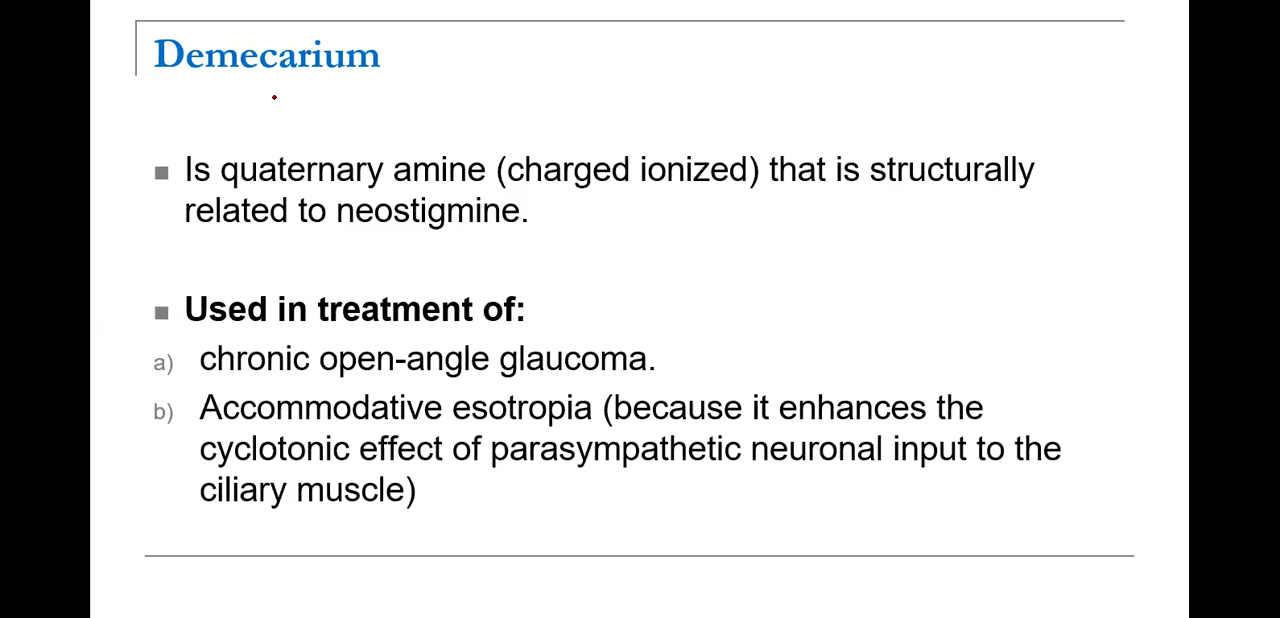 Demecarium
Is quaternary amine (charged ionized) that is structurally
related to neostigmine.
Used in treatment of:
a) chronic open-angle glaucoma.
b) Accommodative esotropia (because it enhances the
cyclotonic effect of parasympathetic neuronal input to the
ciliary muscle)